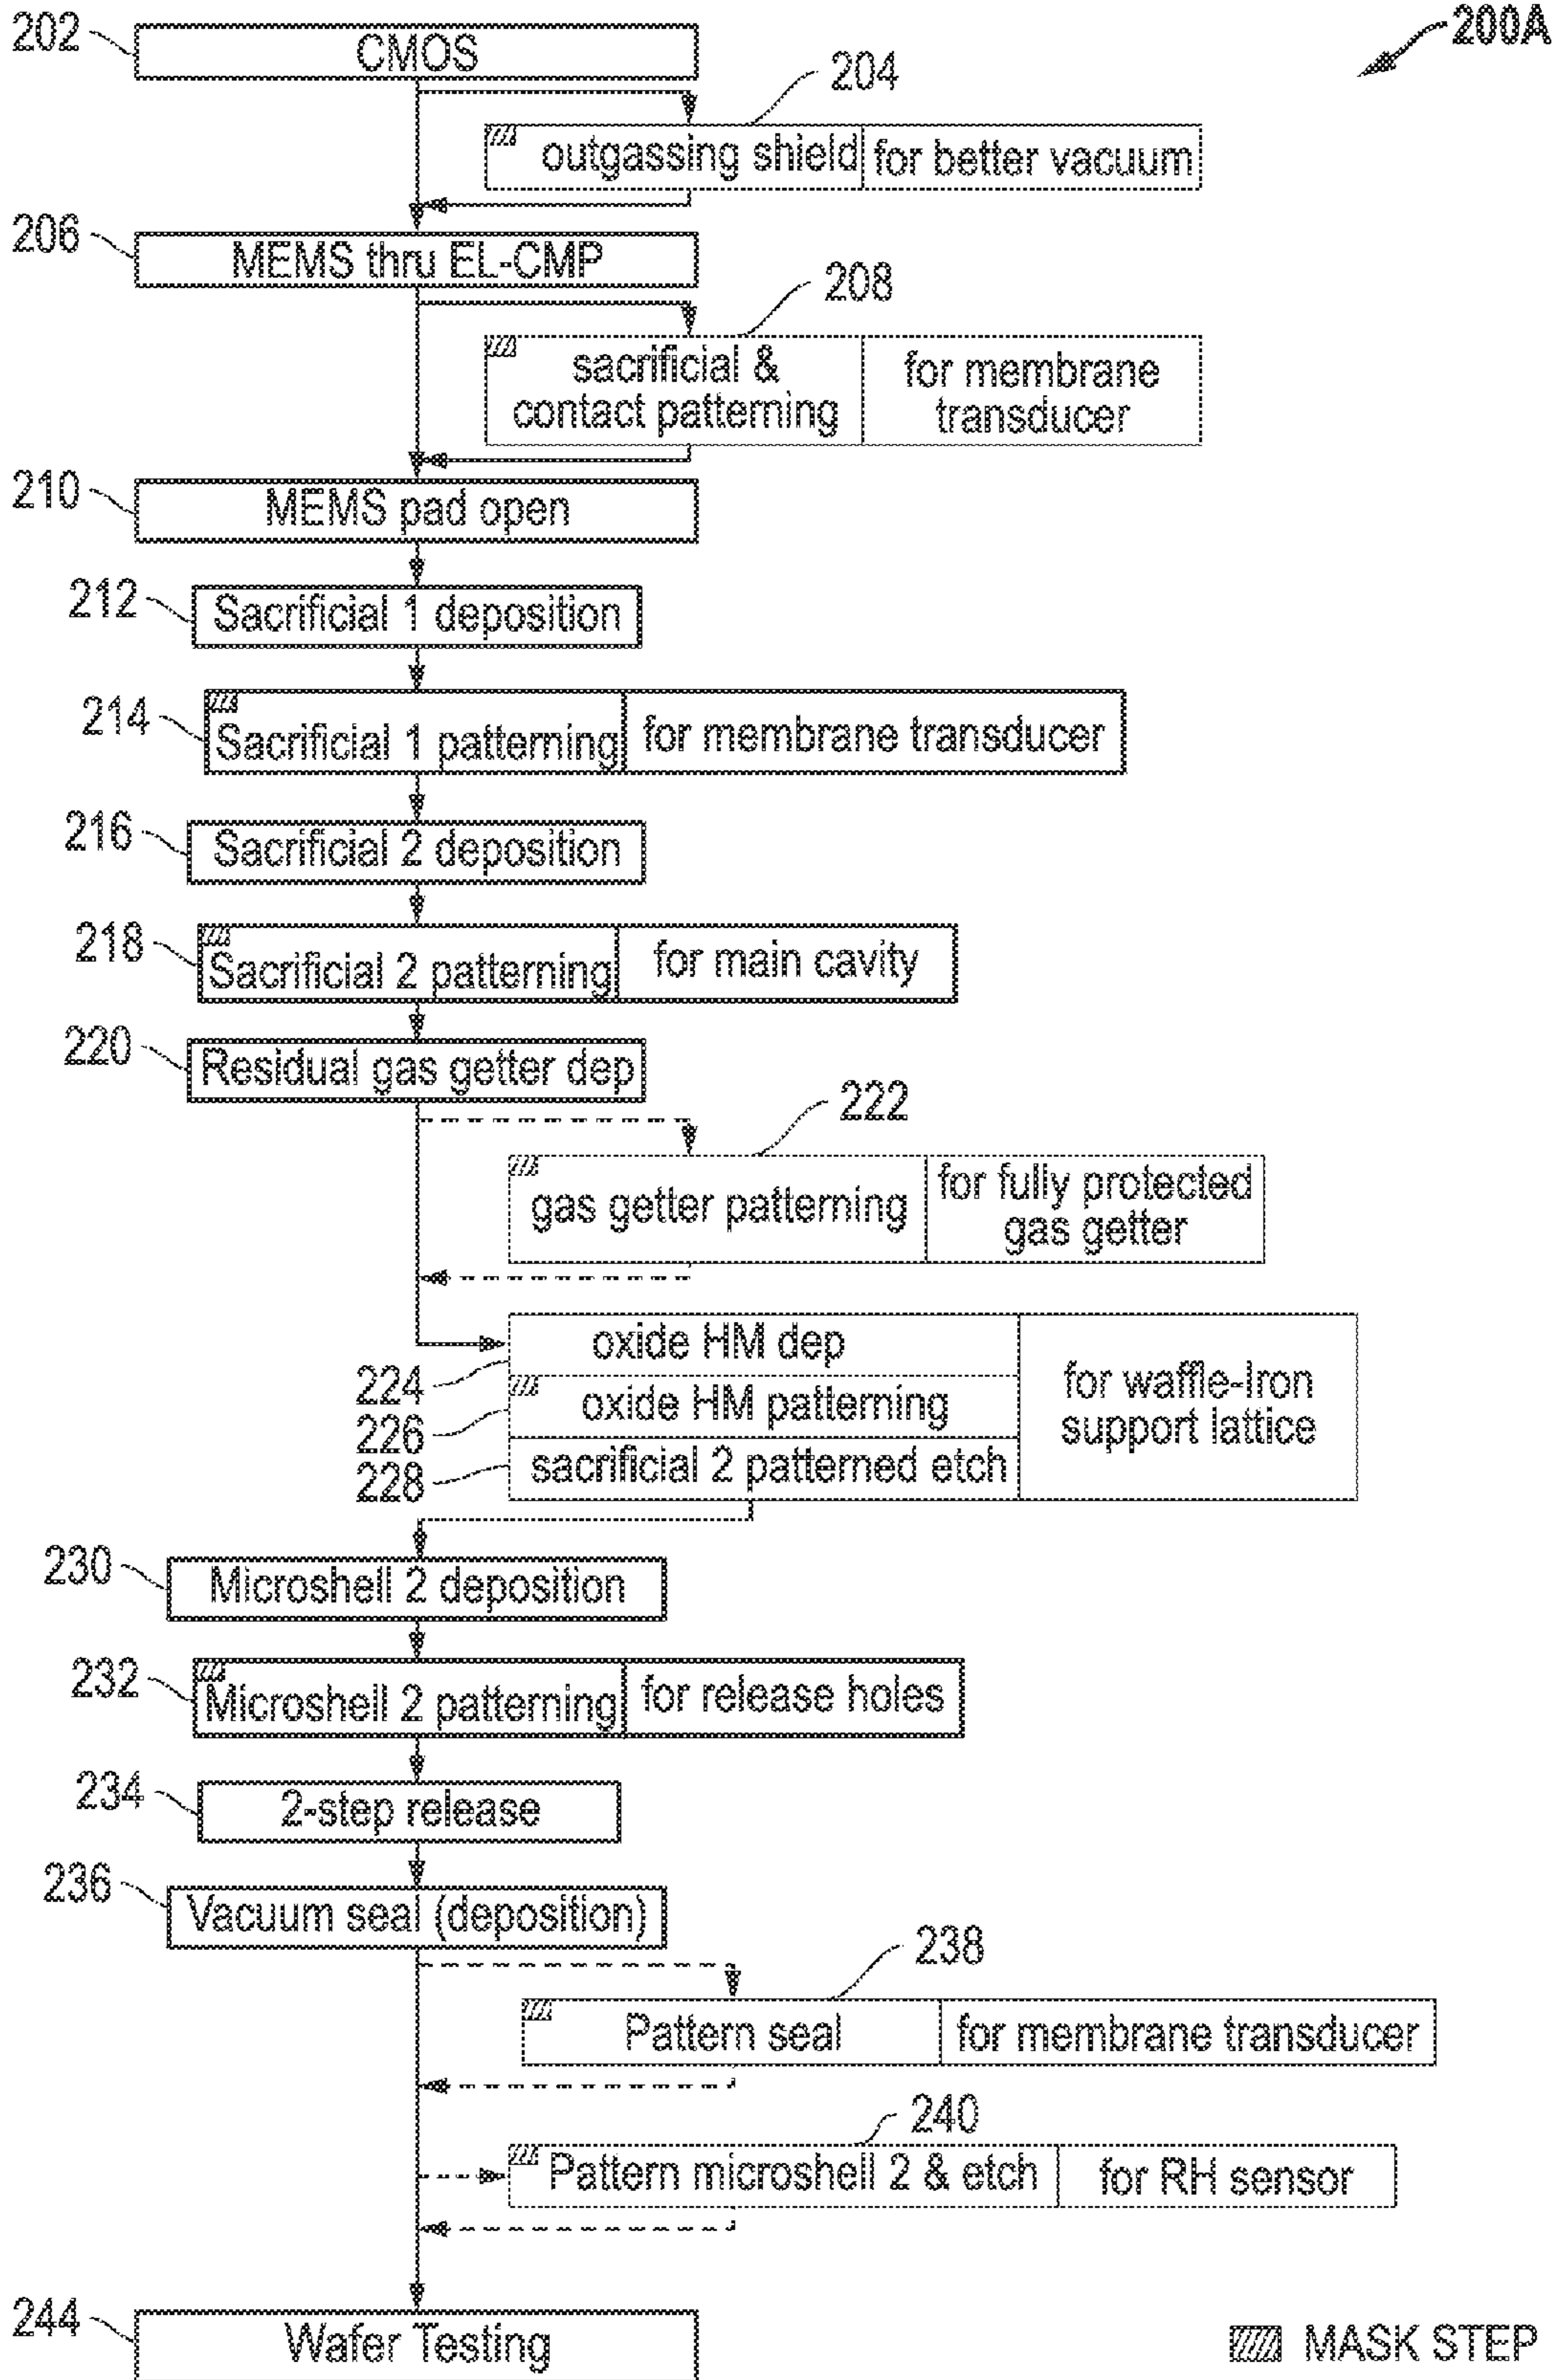 200A
202
CMOS
204
outgassing shield
for better vacuum
206
MEMS thru EL-CMP
208
sacrificial &
contact patterning
for membrane
transducer
210
MEMS pad open
212
Sacrificial 1 deposition
214
Sacrificial 1 patterning
for membrane transducer
216
Sacrificial 2 deposition
218
Sacrificial 2 patterning
for main cavity
220
Residual gas getter dep
222
gas getter patterning
for fully protected
gas getter
224
oxide HM dep
226
oxide HM patterning
228
sacrificial 2 patterned etch
for waffle-Iron
support lattice
230
Microshell 2 deposition
232
Microshell 2 patterning
for release holes
234
2-step release
236
Vacuum seal (deposition)
238
Pattern seal
for membrane transducer
240
Pattern microshell 2 & etch
for RH sensor
244
Wafer Testing
MASK STEP